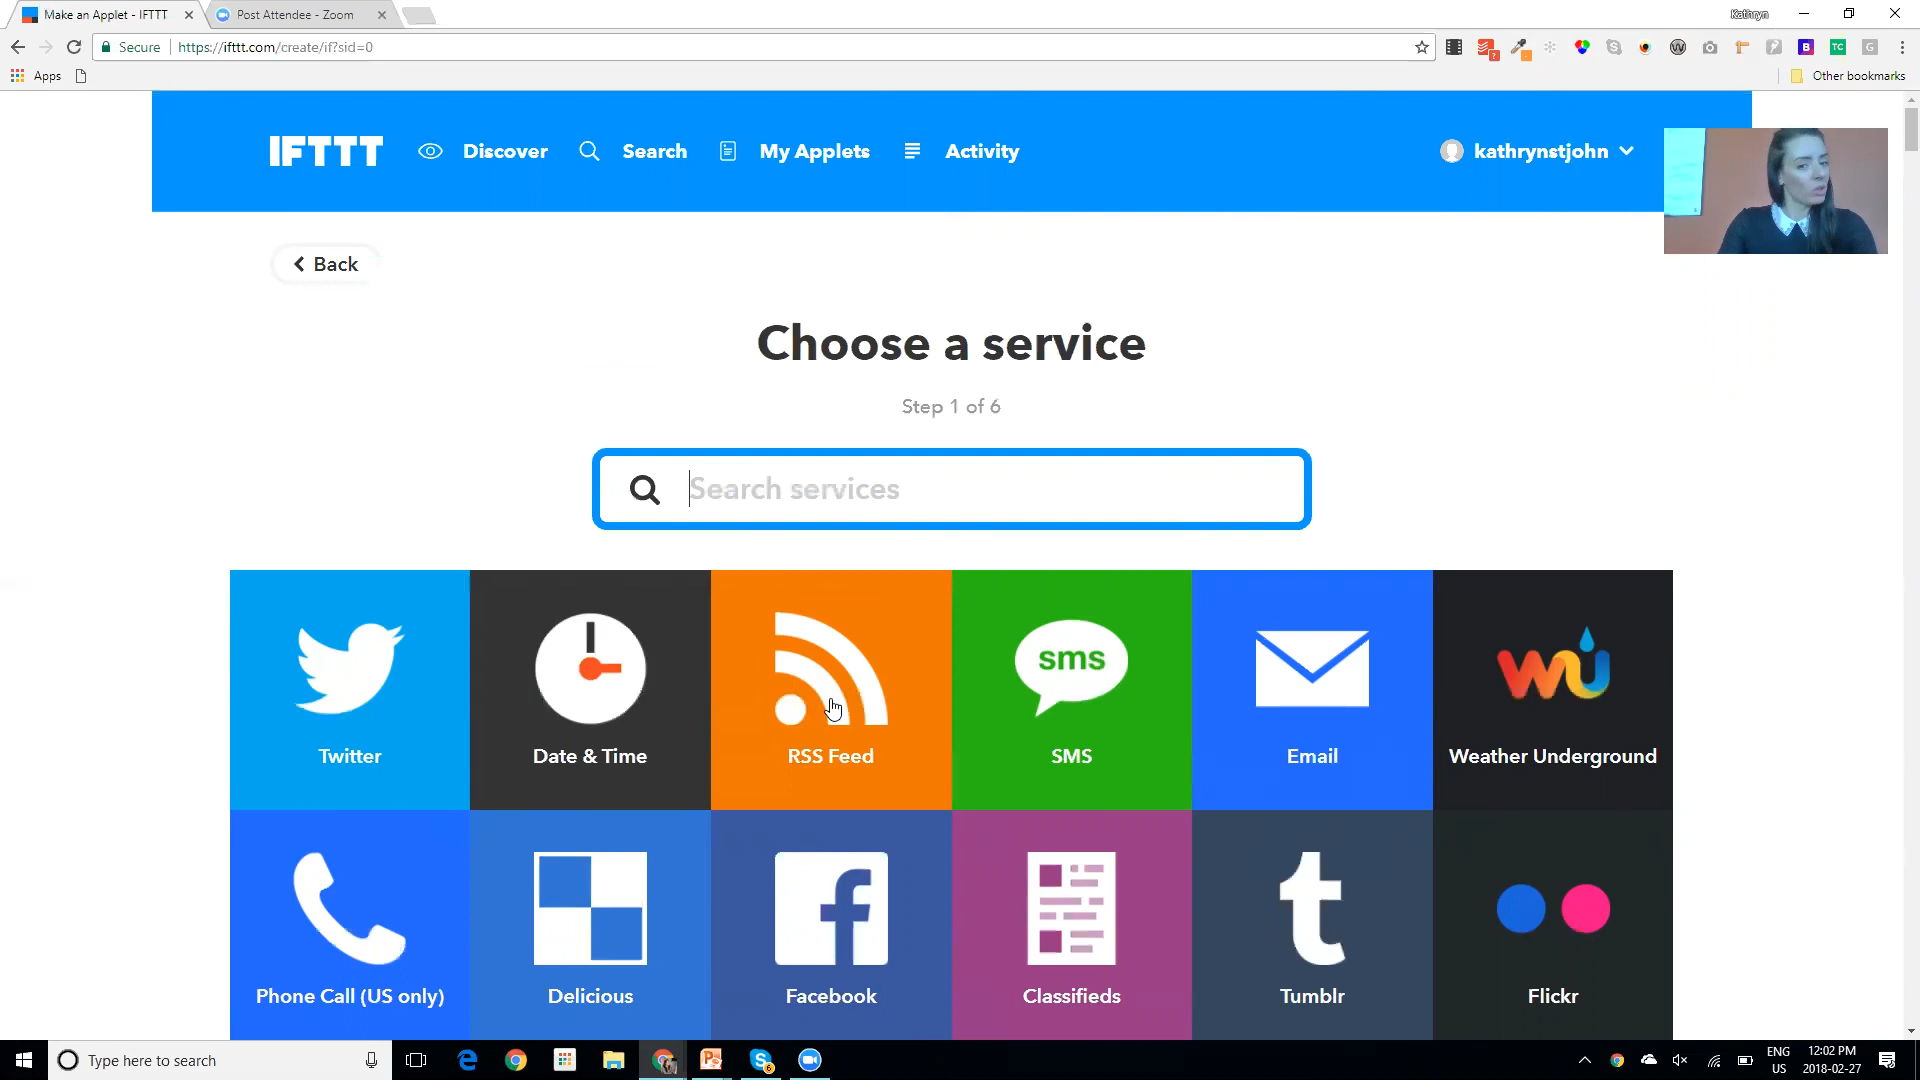 Make an Applet - IFTTT
Post Attendee - Zoom
Kathryn
Secure
https://ifttt.com/create/if?sid=0
Apps
Other bookmarks
IFTTT
Discover
Search
My Applets
Activity
kathrynstjohn
Back
Choose a service
Step 1 of 6
Search services
sms
Twitter
Date & Time
RSS Feed
SMS
Email
Weather Underground
Phone Call (US only)
Delicious
Facebook
Classifieds
Tumblr
Flickr
Type here to search
ENG
US
12:02 PM
2018-02-27